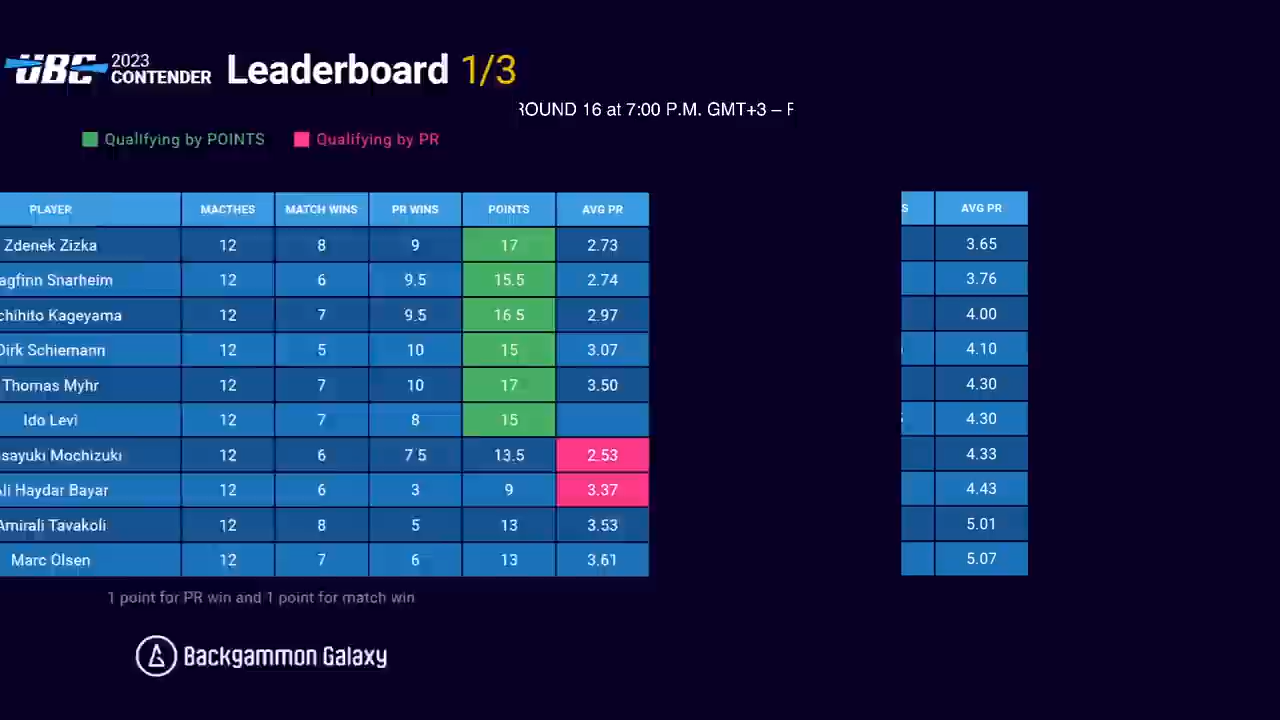 UBC 2023 CONTENDER Leaderboard 1/3
ROUND 16 at 7:00 P.M. GMT+3 –
Qualifying by POINTS Qualifying by PR
PLAYER MACTHES MATCH WINS PR WINS POINTS AVG PR S AVG PR
Zdenek Zizka 12 8 9 17 2.73 3.65
agfinn Snarheim 12 6 9.5 15.5 2.74 3.76
chihito Kageyama 12 7 9.5 16 5 2.97 4.00
Dirk Schiemann 12 5 10 15 3.07 4.10
Thomas Myhr 12 7 10 17 3.50 4.30
Ido Levi 12 7 8 15 4.30
sayuki Mochizuki 12 6 7 5 13.5 2.53 4.33
Ali Haydar Bayar 12 6 3 9 3.37 4.43
Amirali Tavakoli 12 8 5 13 3.53 5.01
Marc Olsen 12 7 6 13 3.61 5.07
1 point for PR win and 1 point for match win
Backgammon Galaxy